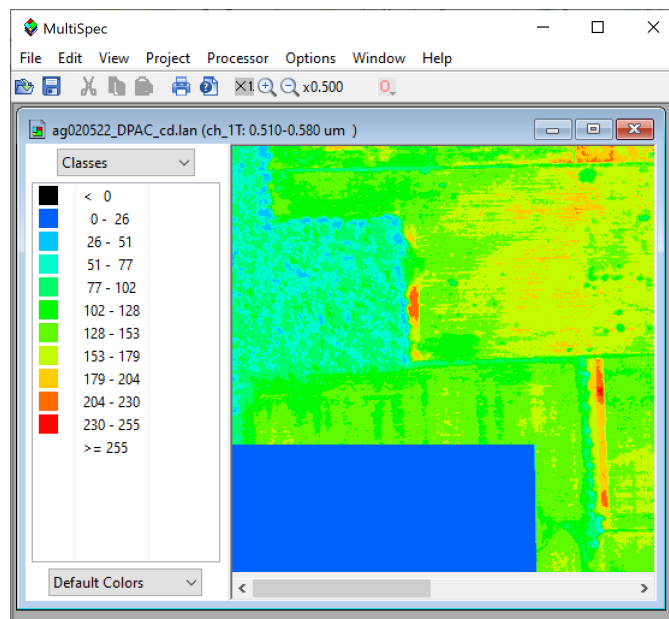 MultiSpec
File Edit View Project Processor Options Window Help
×1 x0.500 0
ag020522_DPAC_cd.lan (ch_1T: 0.510-0.580 um )
Classes
< 0
0 - 26
26 - 51
51 - 77
77 - 102
102 - 128
128 - 153
153 - 179
179 - 204
204 - 230
230 - 255
>= 255
Default Colors